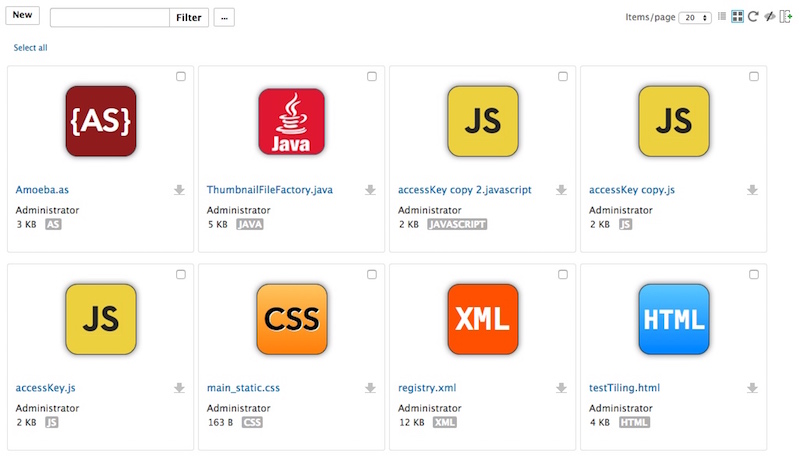 New Filter ... Items/page 20
Select all
{AS} Java JS JS
Amoeba.as ThumbnailFileFactory.java accessKey copy 2.javascript accessKey copy.js
Administrator Administrator Administrator Administrator
3 KB AS 5 KB JAVA 2 KB JAVASCRIPT 2 KB JS
JS CSS XML HTML
accessKey.js main_static.css registry.xml testTiling.html
Administrator Administrator Administrator Administrator
2 KB JS 163 B CSS 12 KB XML 4 KB HTML